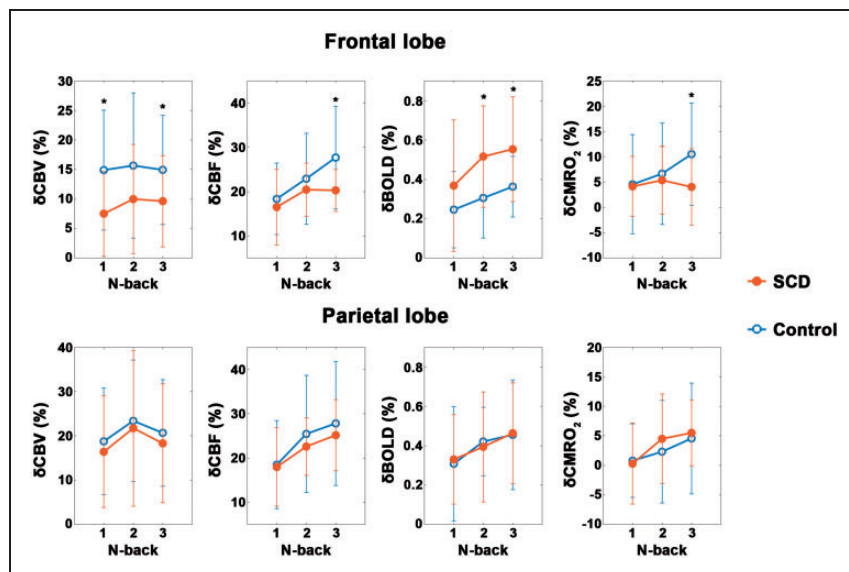 Frontal lobe
δCBV (%)
30
25
20
15
10
5
0
*
*
1 2 3
N-back
δCBF (%)
40
30
20
10
*
1 2 3
N-back
δBOLD (%)
0.8
0.6
0.4
0.2
0
*
*
1 2 3
N-back
δCMRO₂ (%)
25
20
15
10
5
0
-5
-10
*
1 2 3
N-back
SCD
Control
Parietal lobe
δCBV (%)
40
30
20
10
0
1 2 3
N-back
δCBF (%)
40
30
20
10
1 2 3
N-back
δBOLD (%)
0.8
0.6
0.4
0.2
0
1 2 3
N-back
δCMRO₂ (%)
20
15
10
5
0
-5
-10
1 2 3
N-back